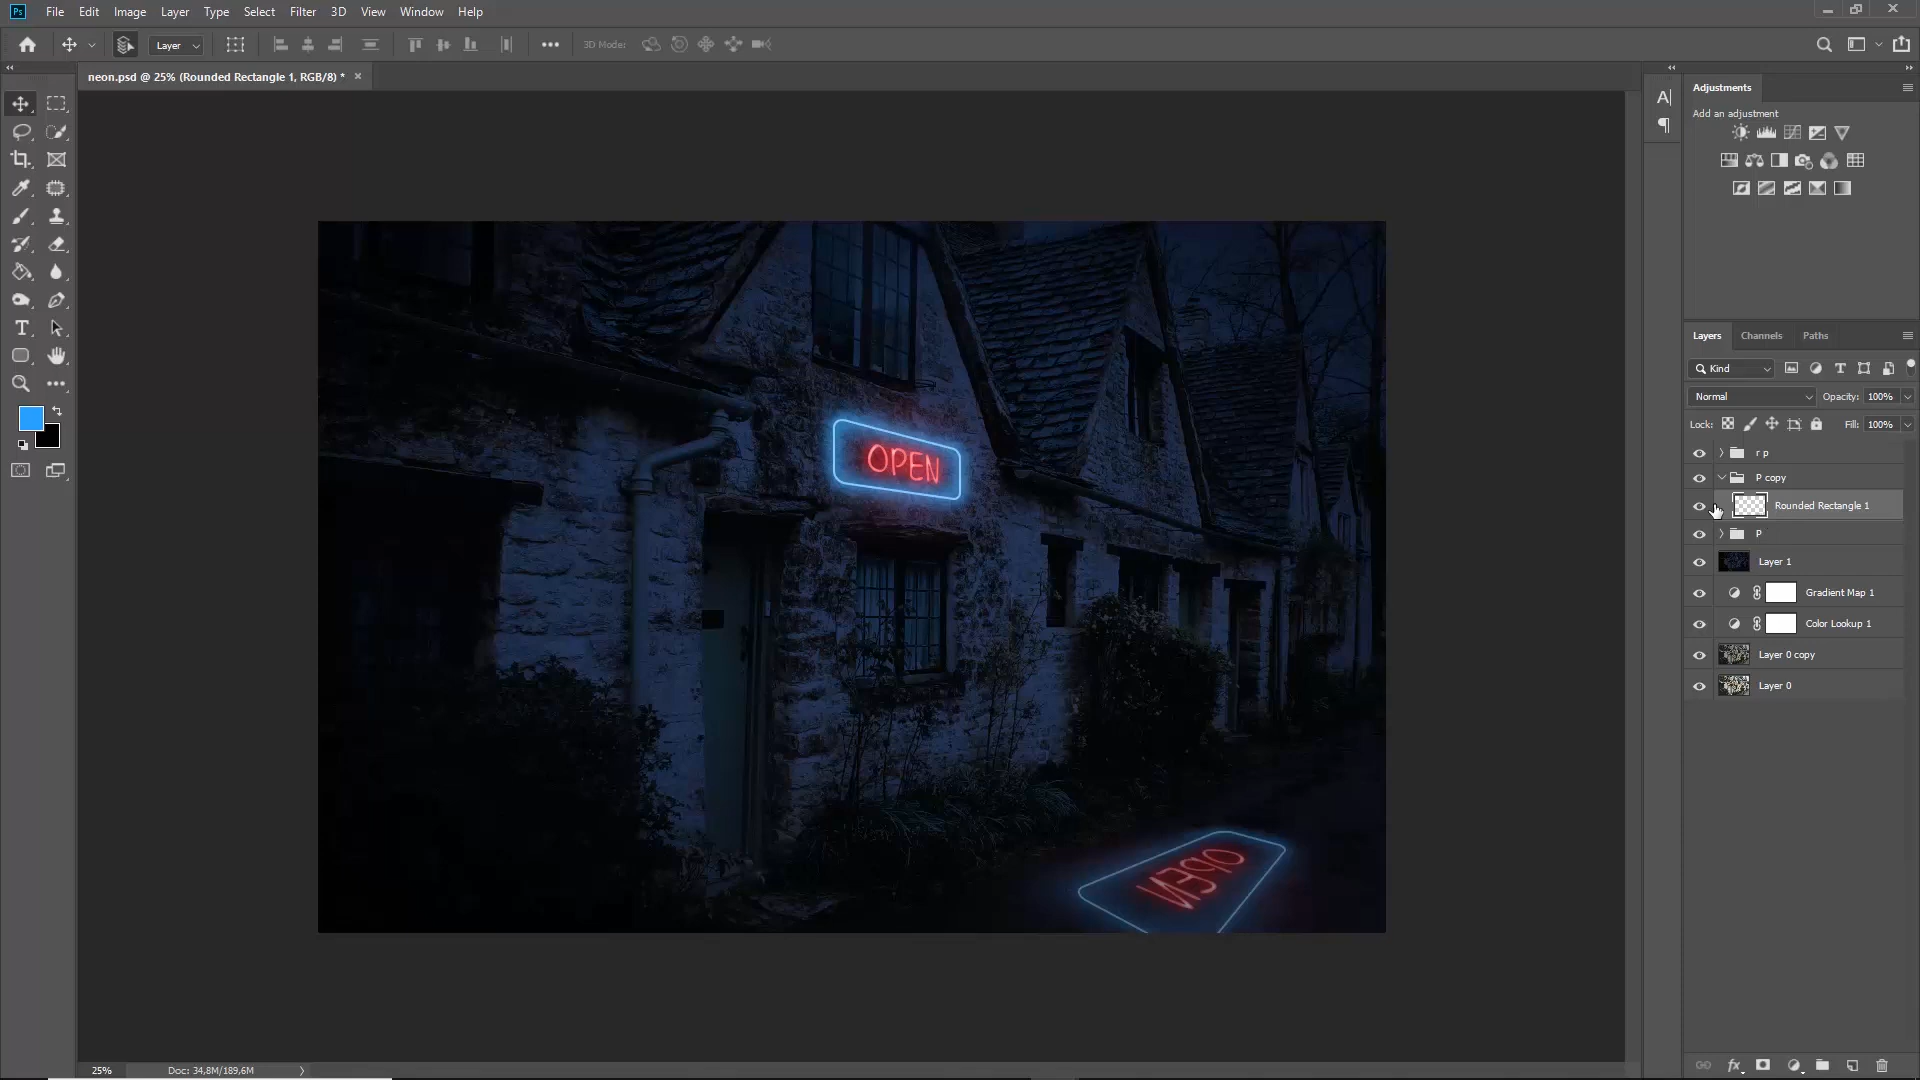 Ps File Edit Image Layer Type Select Filter 3D View Window Help
Layer 3D Mode:
neon.psd @ 25% (Rounded Rectangle 1, RGB/8) *
Adjustments
Add an adjustment
Layers Channels Paths
Kind
Normal Opacity: 100%
Lock: Fill: 100%
r p
P copy
Rounded Rectangle 1
P
Layer 1
Gradient Map 1
Color Lookup 1
Layer 0 copy
Layer 0
OPEN
OPEN
25% Doc: 34,8M/189,6M